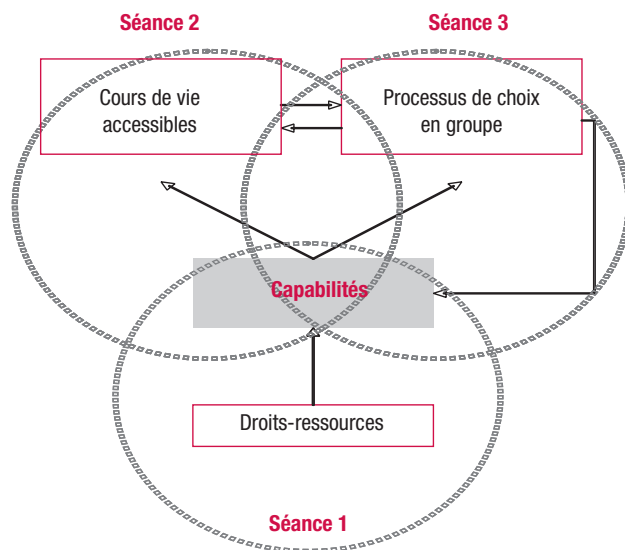 Séance 2
Séance 3
Cours de vie
accessibles
Processus de choix
en groupe
Capabilités
Droits-ressources
Séance 1